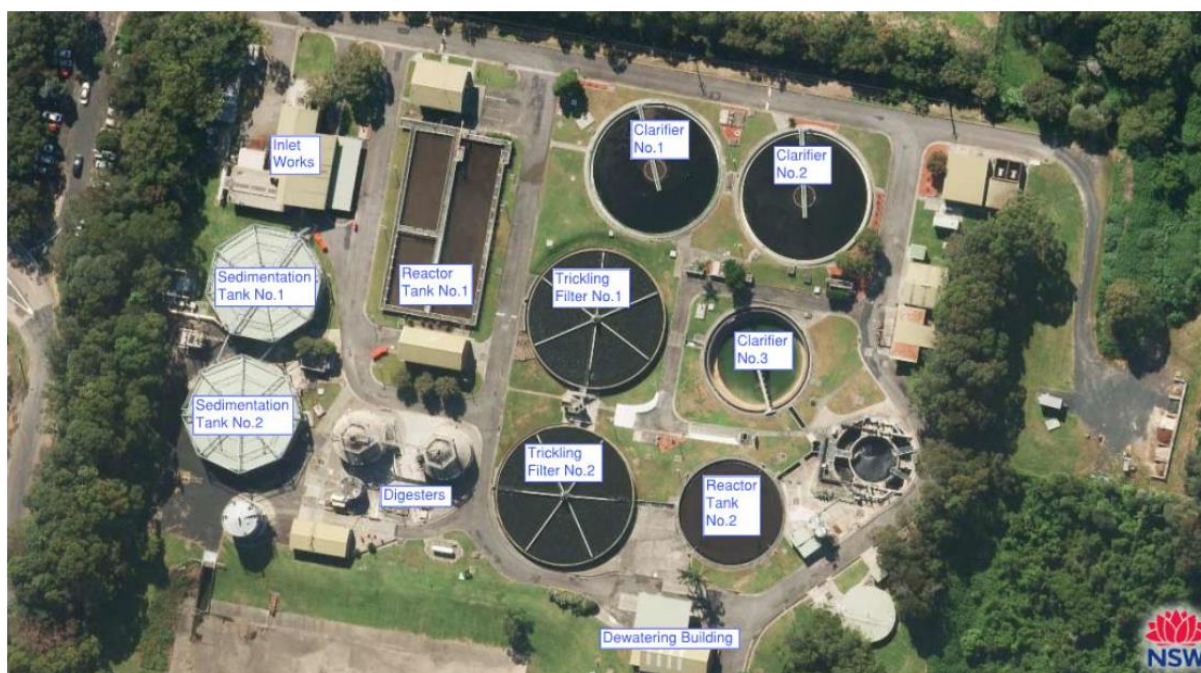 Inlet
Works
Clarifier
No.1
Clarifier
No.2
Sedimentation
Tank No.1
Reactor
Tank No.1
Trickling
Filter No.1
Clarifier
No.3
Sedimentation
Tank No.2
Trickling
Filter No.2
Digesters
Reactor
Tank
No.2
Dewatering Building
NSW